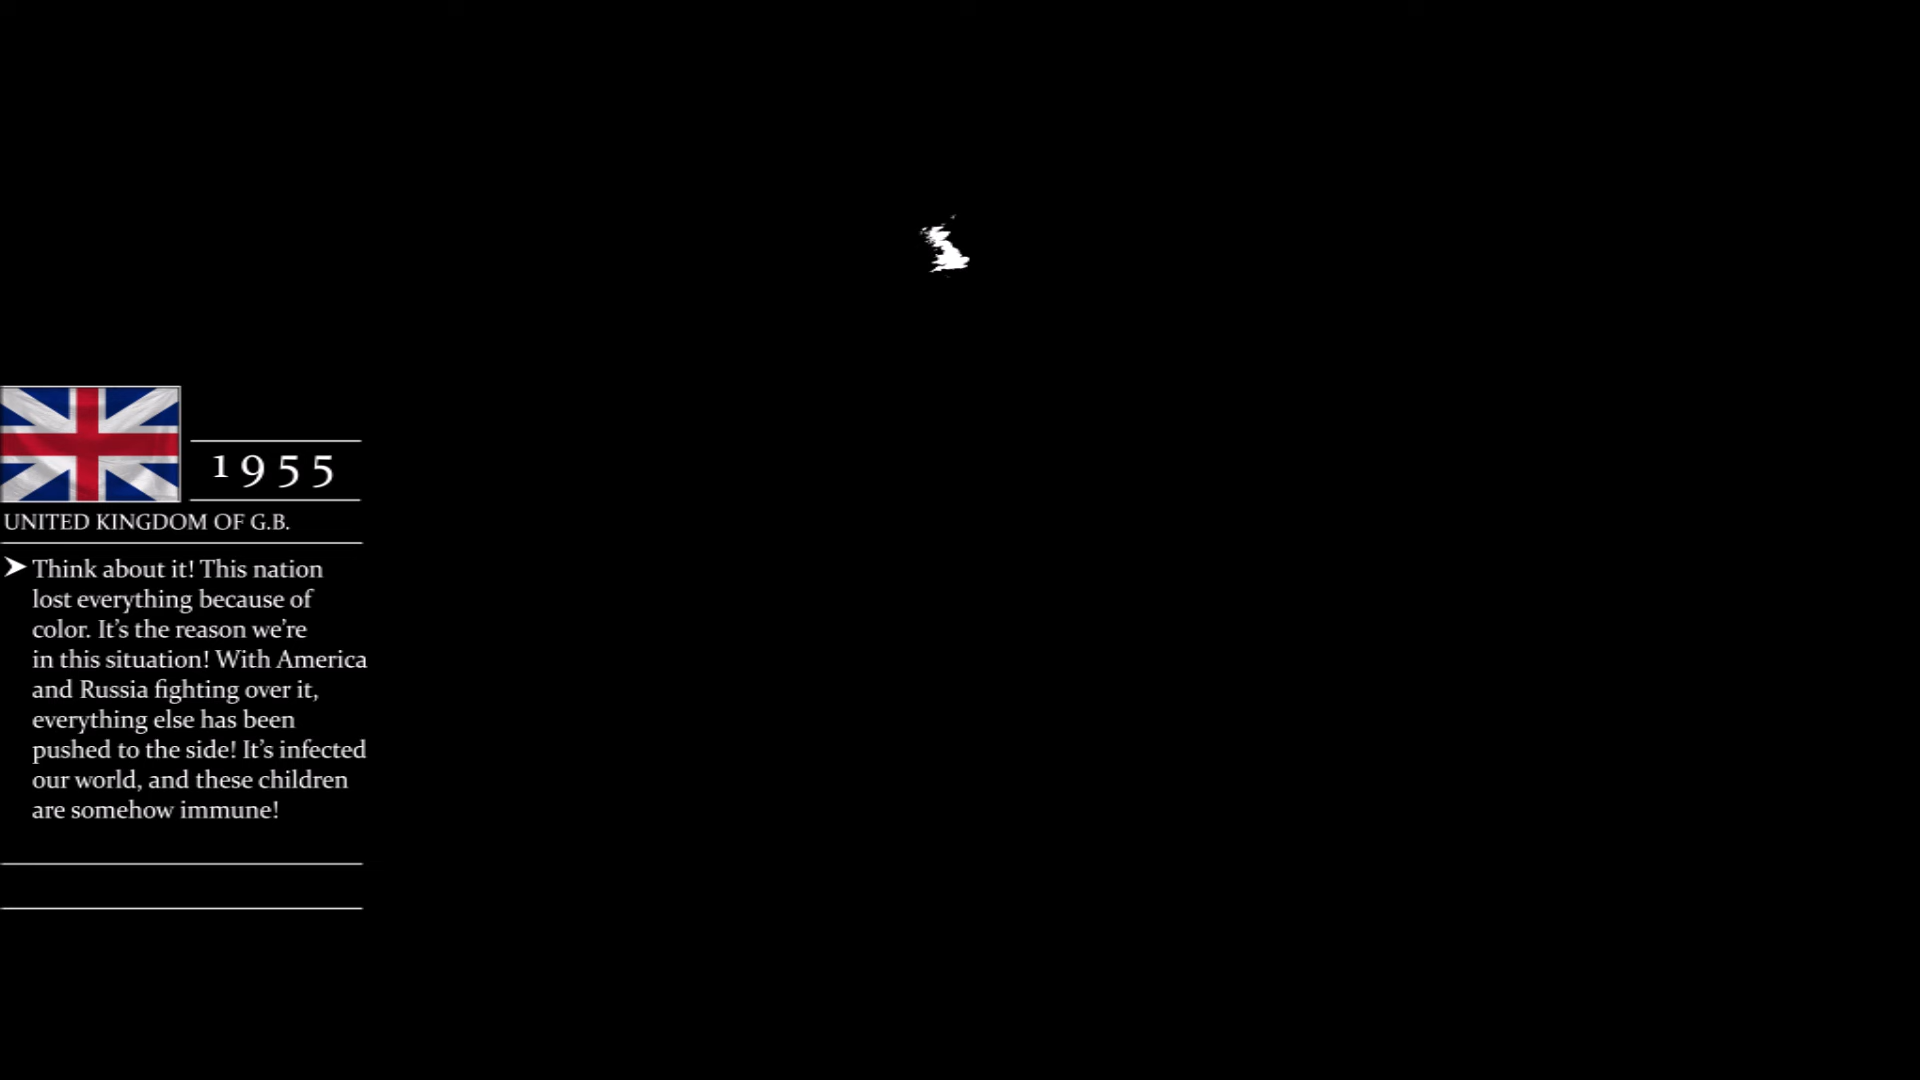 1955
UNITED KINGDOM OF G.B.
➤ Think about it! This nation
lost everything because of
color. It’s the reason we’re
in this situation! With America
and Russia fighting over it,
everything else has been
pushed to the side! It’s infected
our world, and these children
are somehow immune!